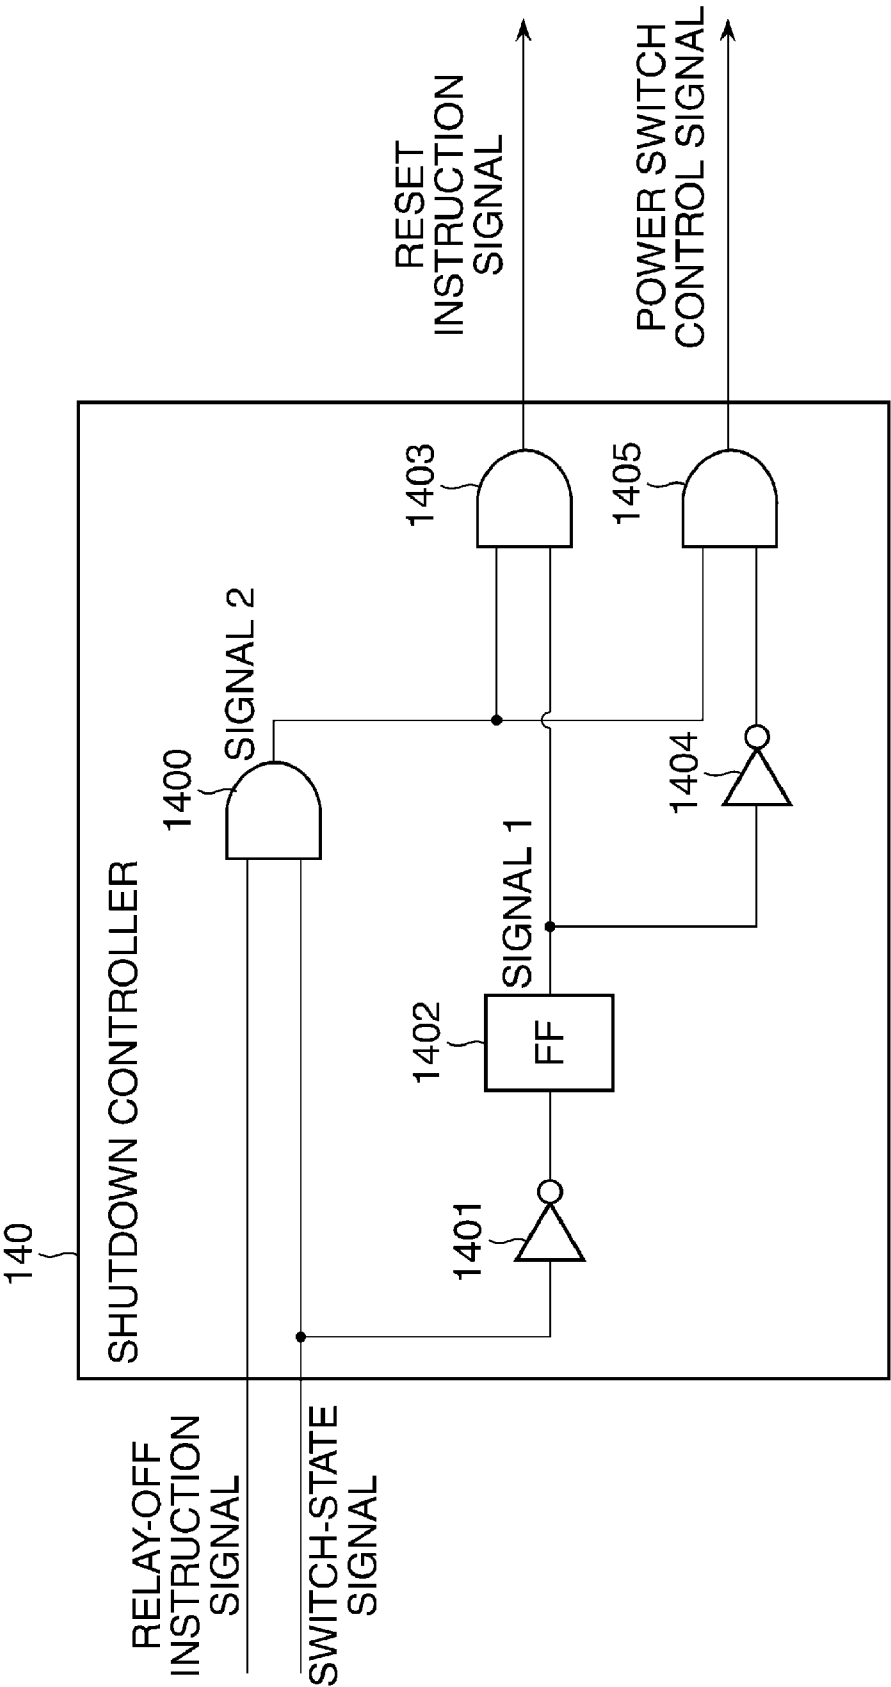 140
SHUTDOWN CONTROLLER
RELAY-OFF
INSTRUCTION
SIGNAL
SWITCH-STATE
SIGNAL
1400
SIGNAL 2
1401
1402
FF
SIGNAL 1
1403
1404
1405
RESET
INSTRUCTION
SIGNAL
POWER SWITCH
CONTROL SIGNAL